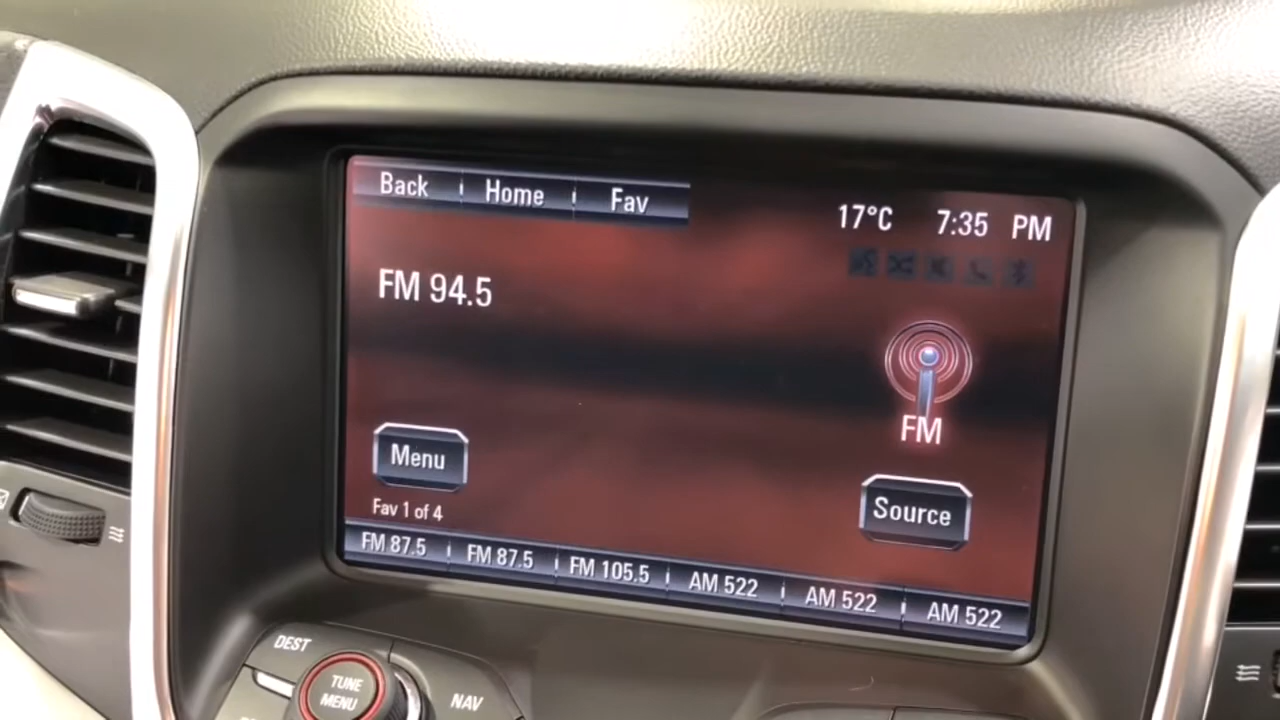 Back Home Fav
17°C 7:35 PM
FM 94.5
FM
Menu
Source
Fav 1 of 4
FM 87.5 FM 87.5 FM 105.5 AM 522 AM 522 AM 522
DEST
TUNE
MENU
NAV